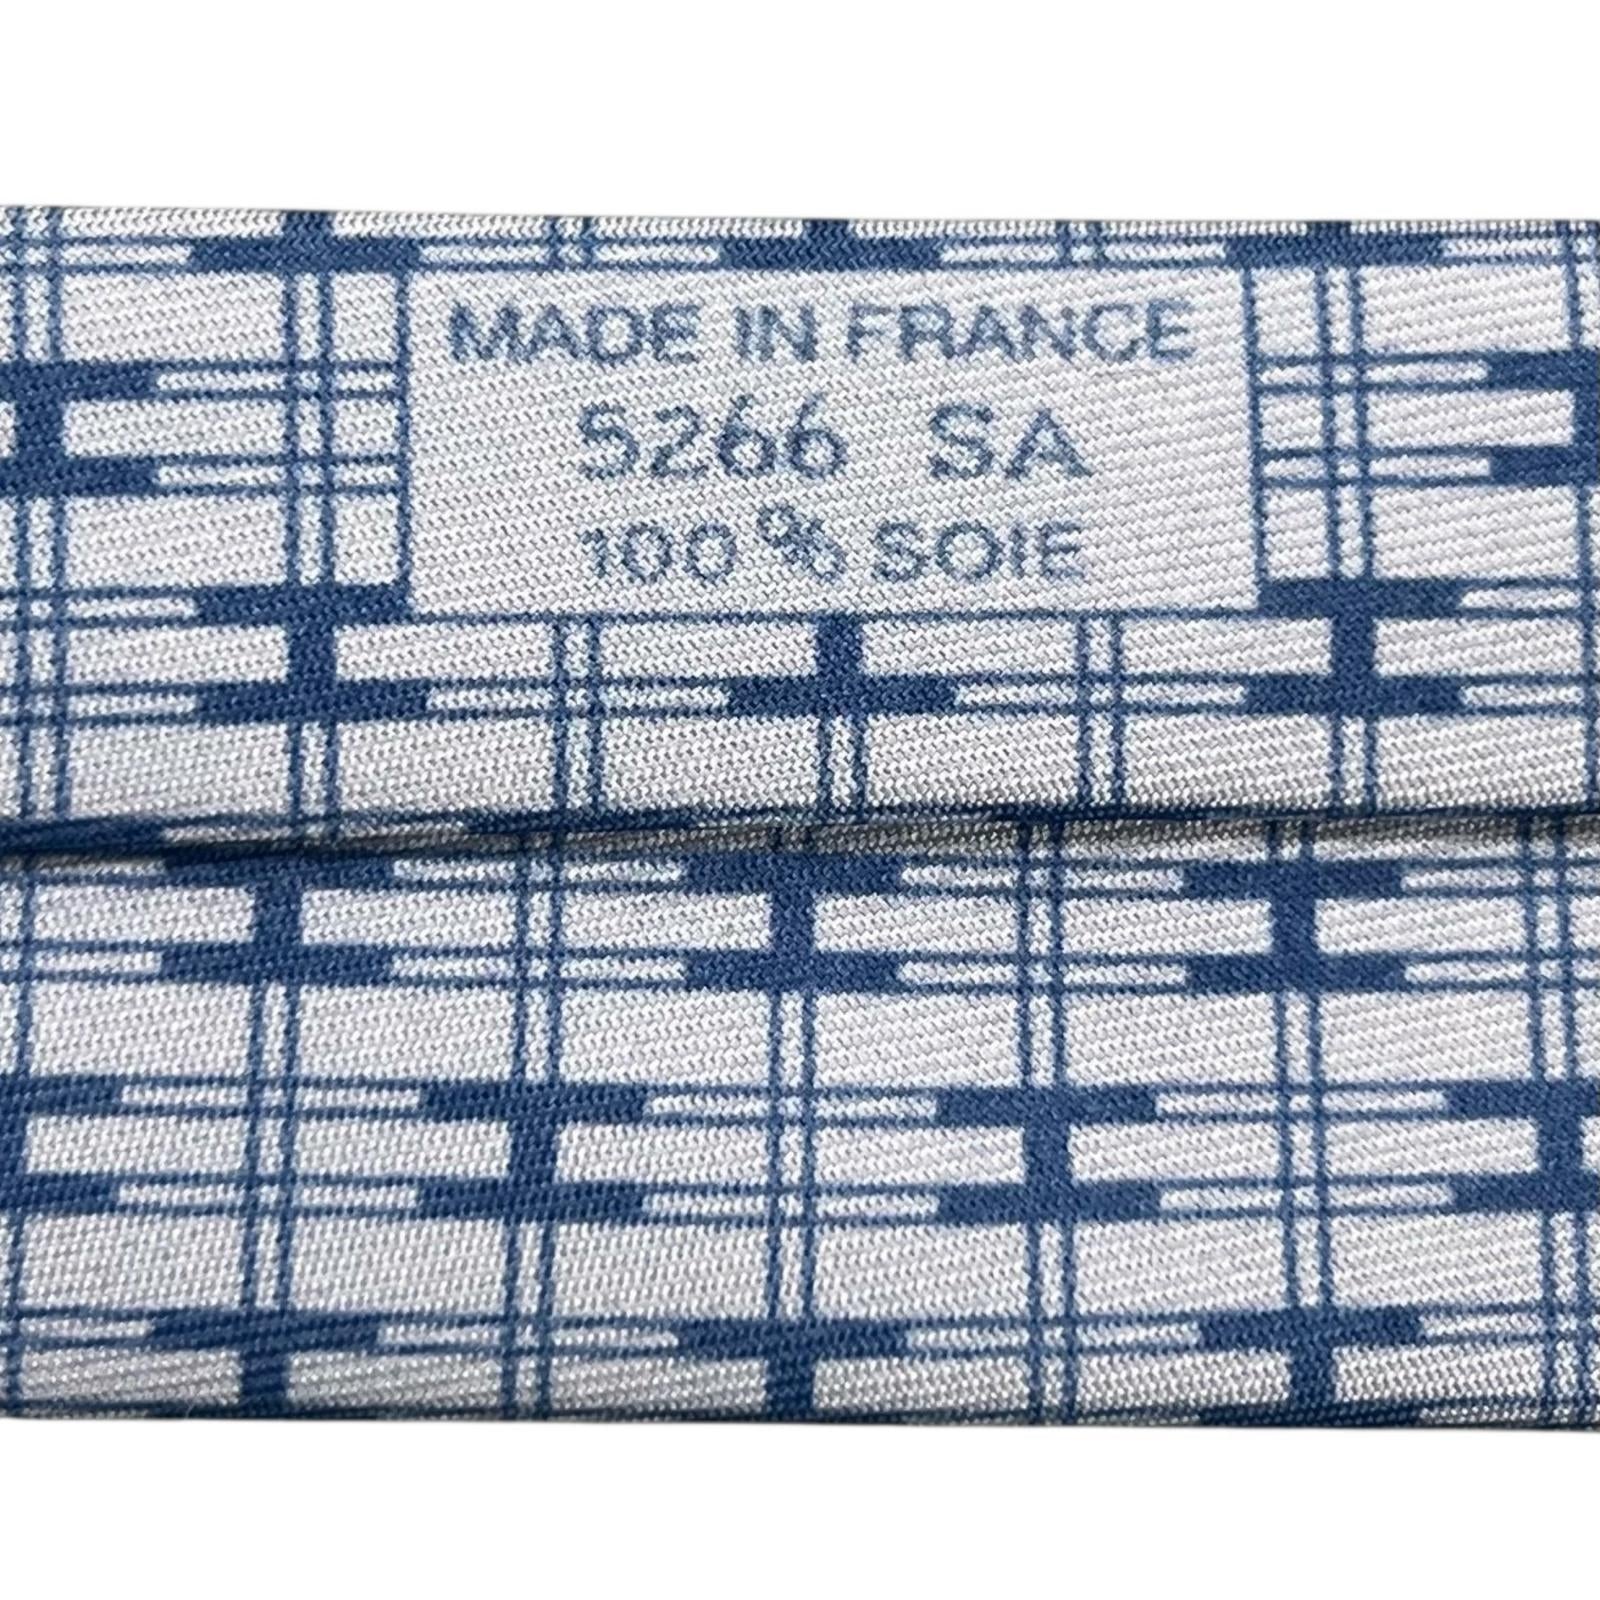 MADE IN FRANCE
5266 SA
100% SOIE